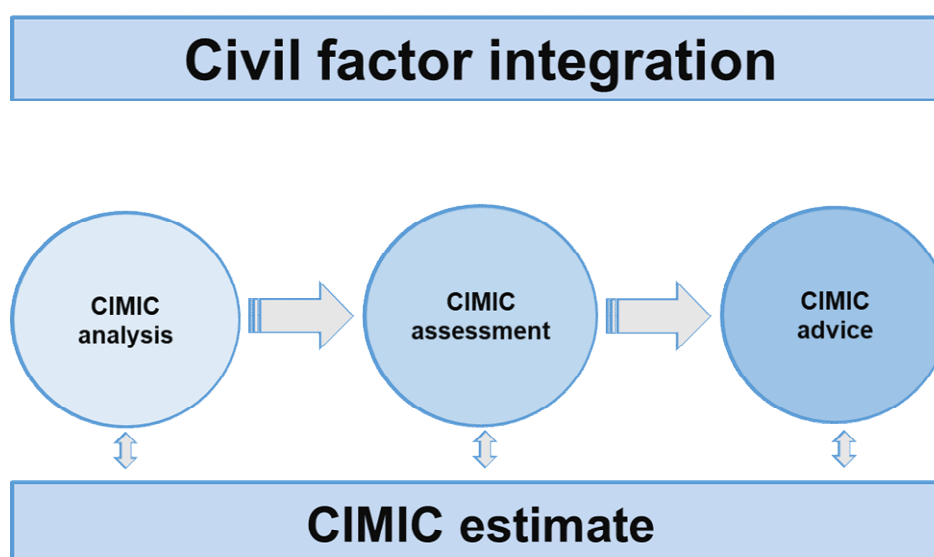 Civil factor integration
CIMIC
analysis
CIMIC
assessment
CIMIC
advice
CIMIC estimate